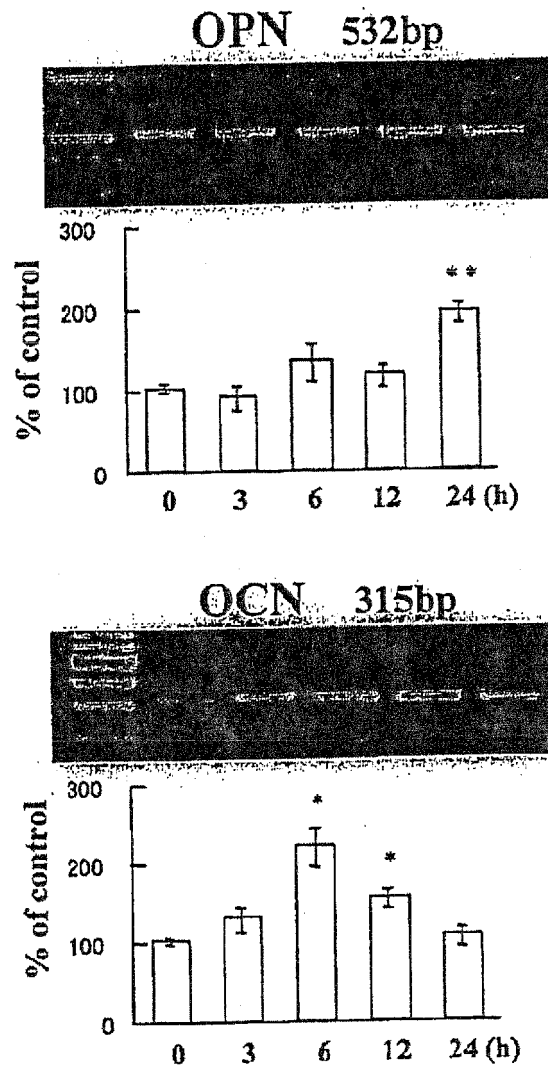 OPN 532bp
300
200
100
0
% of control
**
0 3 6 12 24 (h)
OCN 315bp
300
200
100
0
% of control
*
*
0 3 6 12 24 (h)